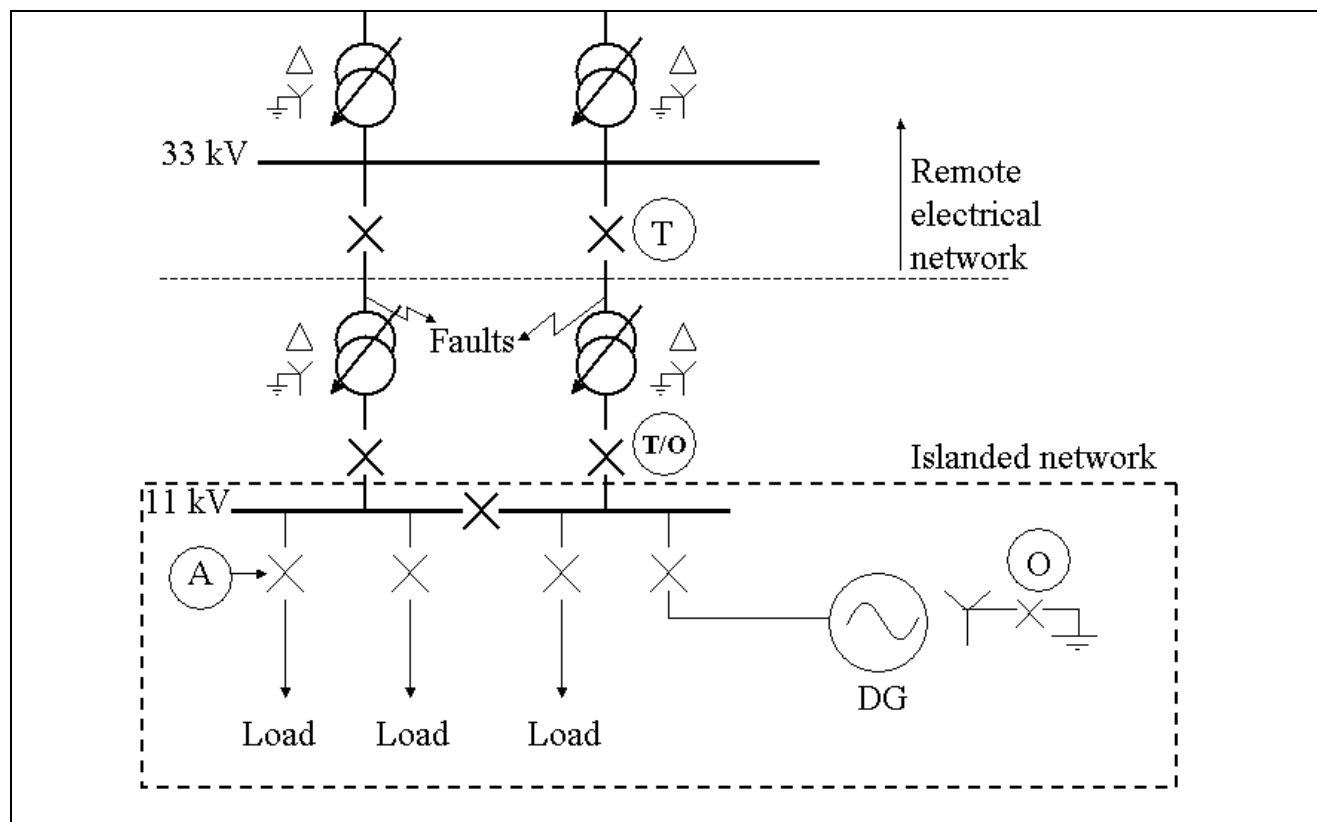 33 kV
Remote
electrical
network
T
Faults
T/O
Islanded network
11 kV
A
O
DG
Load
Load
Load